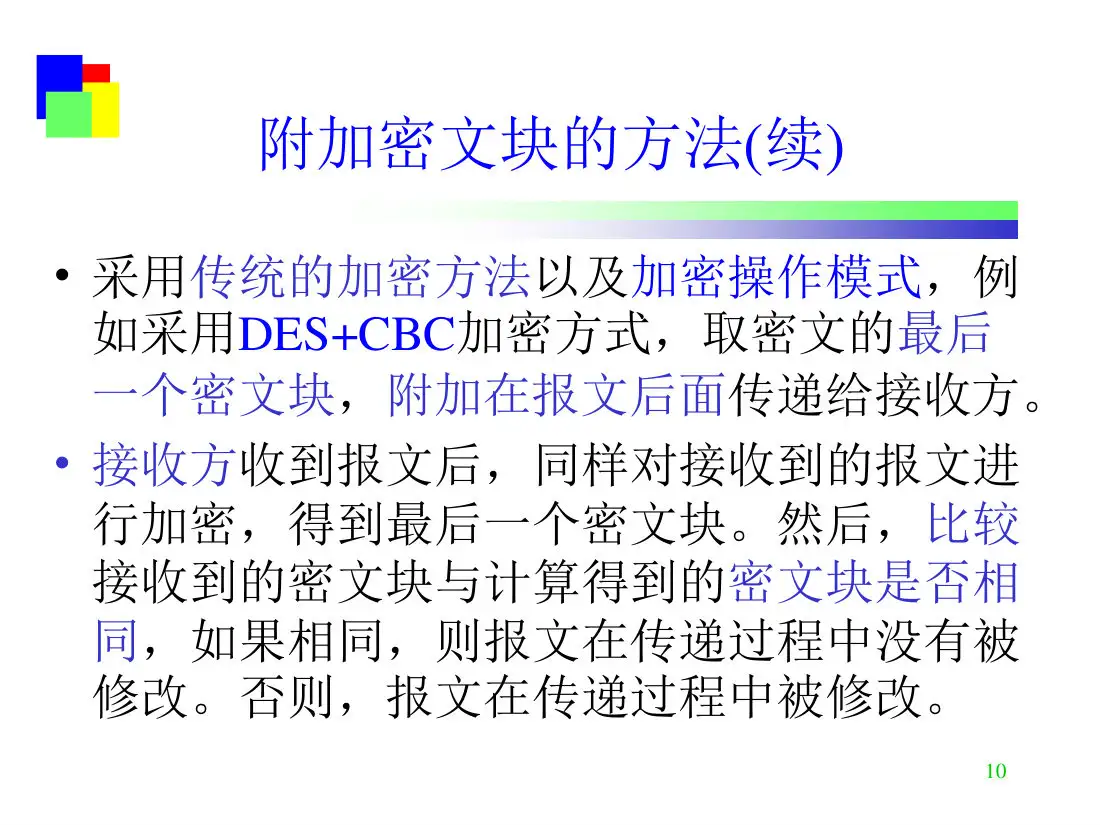 附加密文块的方法(续)
• 采用传统的加密方法以及加密操作模式，例
如采用DES+CBC加密方式，取密文的最后
一个密文块，附加在报文后面传递给接收方。
• 接收方收到报文后，同样对接收到的报文进
行加密，得到最后一个密文块。然后，比较
接收到的密文块与计算得到的密文块是否相
同，如果相同，则报文在传递过程中没有被
修改。否则，报文在传递过程中被修改。
10